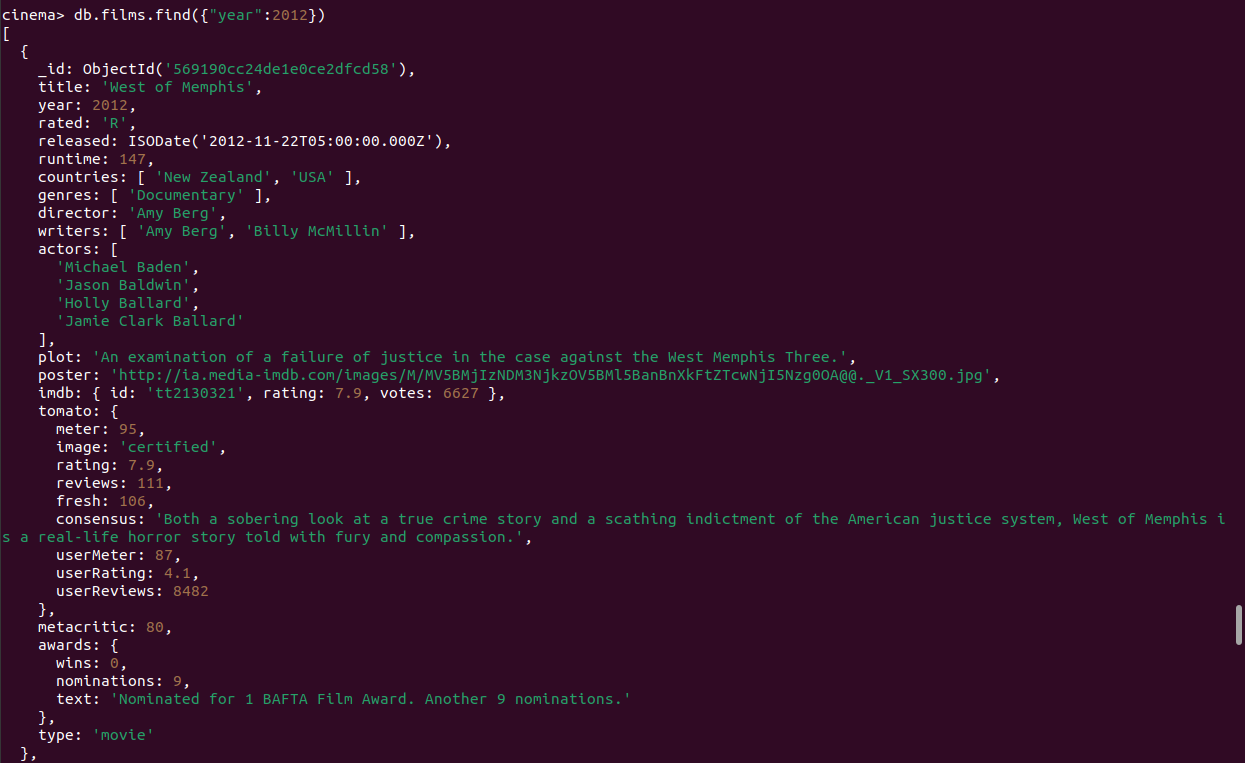 cinema> db.films.find({"year":2012})
[
  {
    _id: ObjectId('569190cc24de1e0ce2dfcd58'),
    title: 'West of Memphis',
    year: 2012,
    rated: 'R',
    released: ISODate('2012-11-22T05:00:00.000Z'),
    runtime: 147,
    countries: [ 'New Zealand', 'USA' ],
    genres: [ 'Documentary' ],
    director: 'Amy Berg',
    writers: [ 'Amy Berg', 'Billy McMillin' ],
    actors: [
      'Michael Baden',
      'Jason Baldwin',
      'Holly Ballard',
      'Jamie Clark Ballard'
    ],
    plot: 'An examination of a failure of justice in the case against the West Memphis Three.',
    poster: 'http://ia.media-imdb.com/images/M/MV5BMjIzNDM3NjkzOV5BMl5BanBnXkFtZTcwNjI5Nzg0OA@@._V1_SX300.jpg',
    imdb: { id: 'tt2130321', rating: 7.9, votes: 6627 },
    tomato: {
      meter: 95,
      image: 'certified',
      rating: 7.9,
      reviews: 111,
      fresh: 106,
      consensus: 'Both a sobering look at a true crime story and a scathing indictment of the American justice system, West of Memphis i
s a real-life horror story told with fury and compassion.',
      userMeter: 87,
      userRating: 4.1,
      userReviews: 8482
    },
    metacritic: 80,
    awards: {
      wins: 0,
      nominations: 9,
      text: 'Nominated for 1 BAFTA Film Award. Another 9 nominations.'
    },
    type: 'movie'
  },